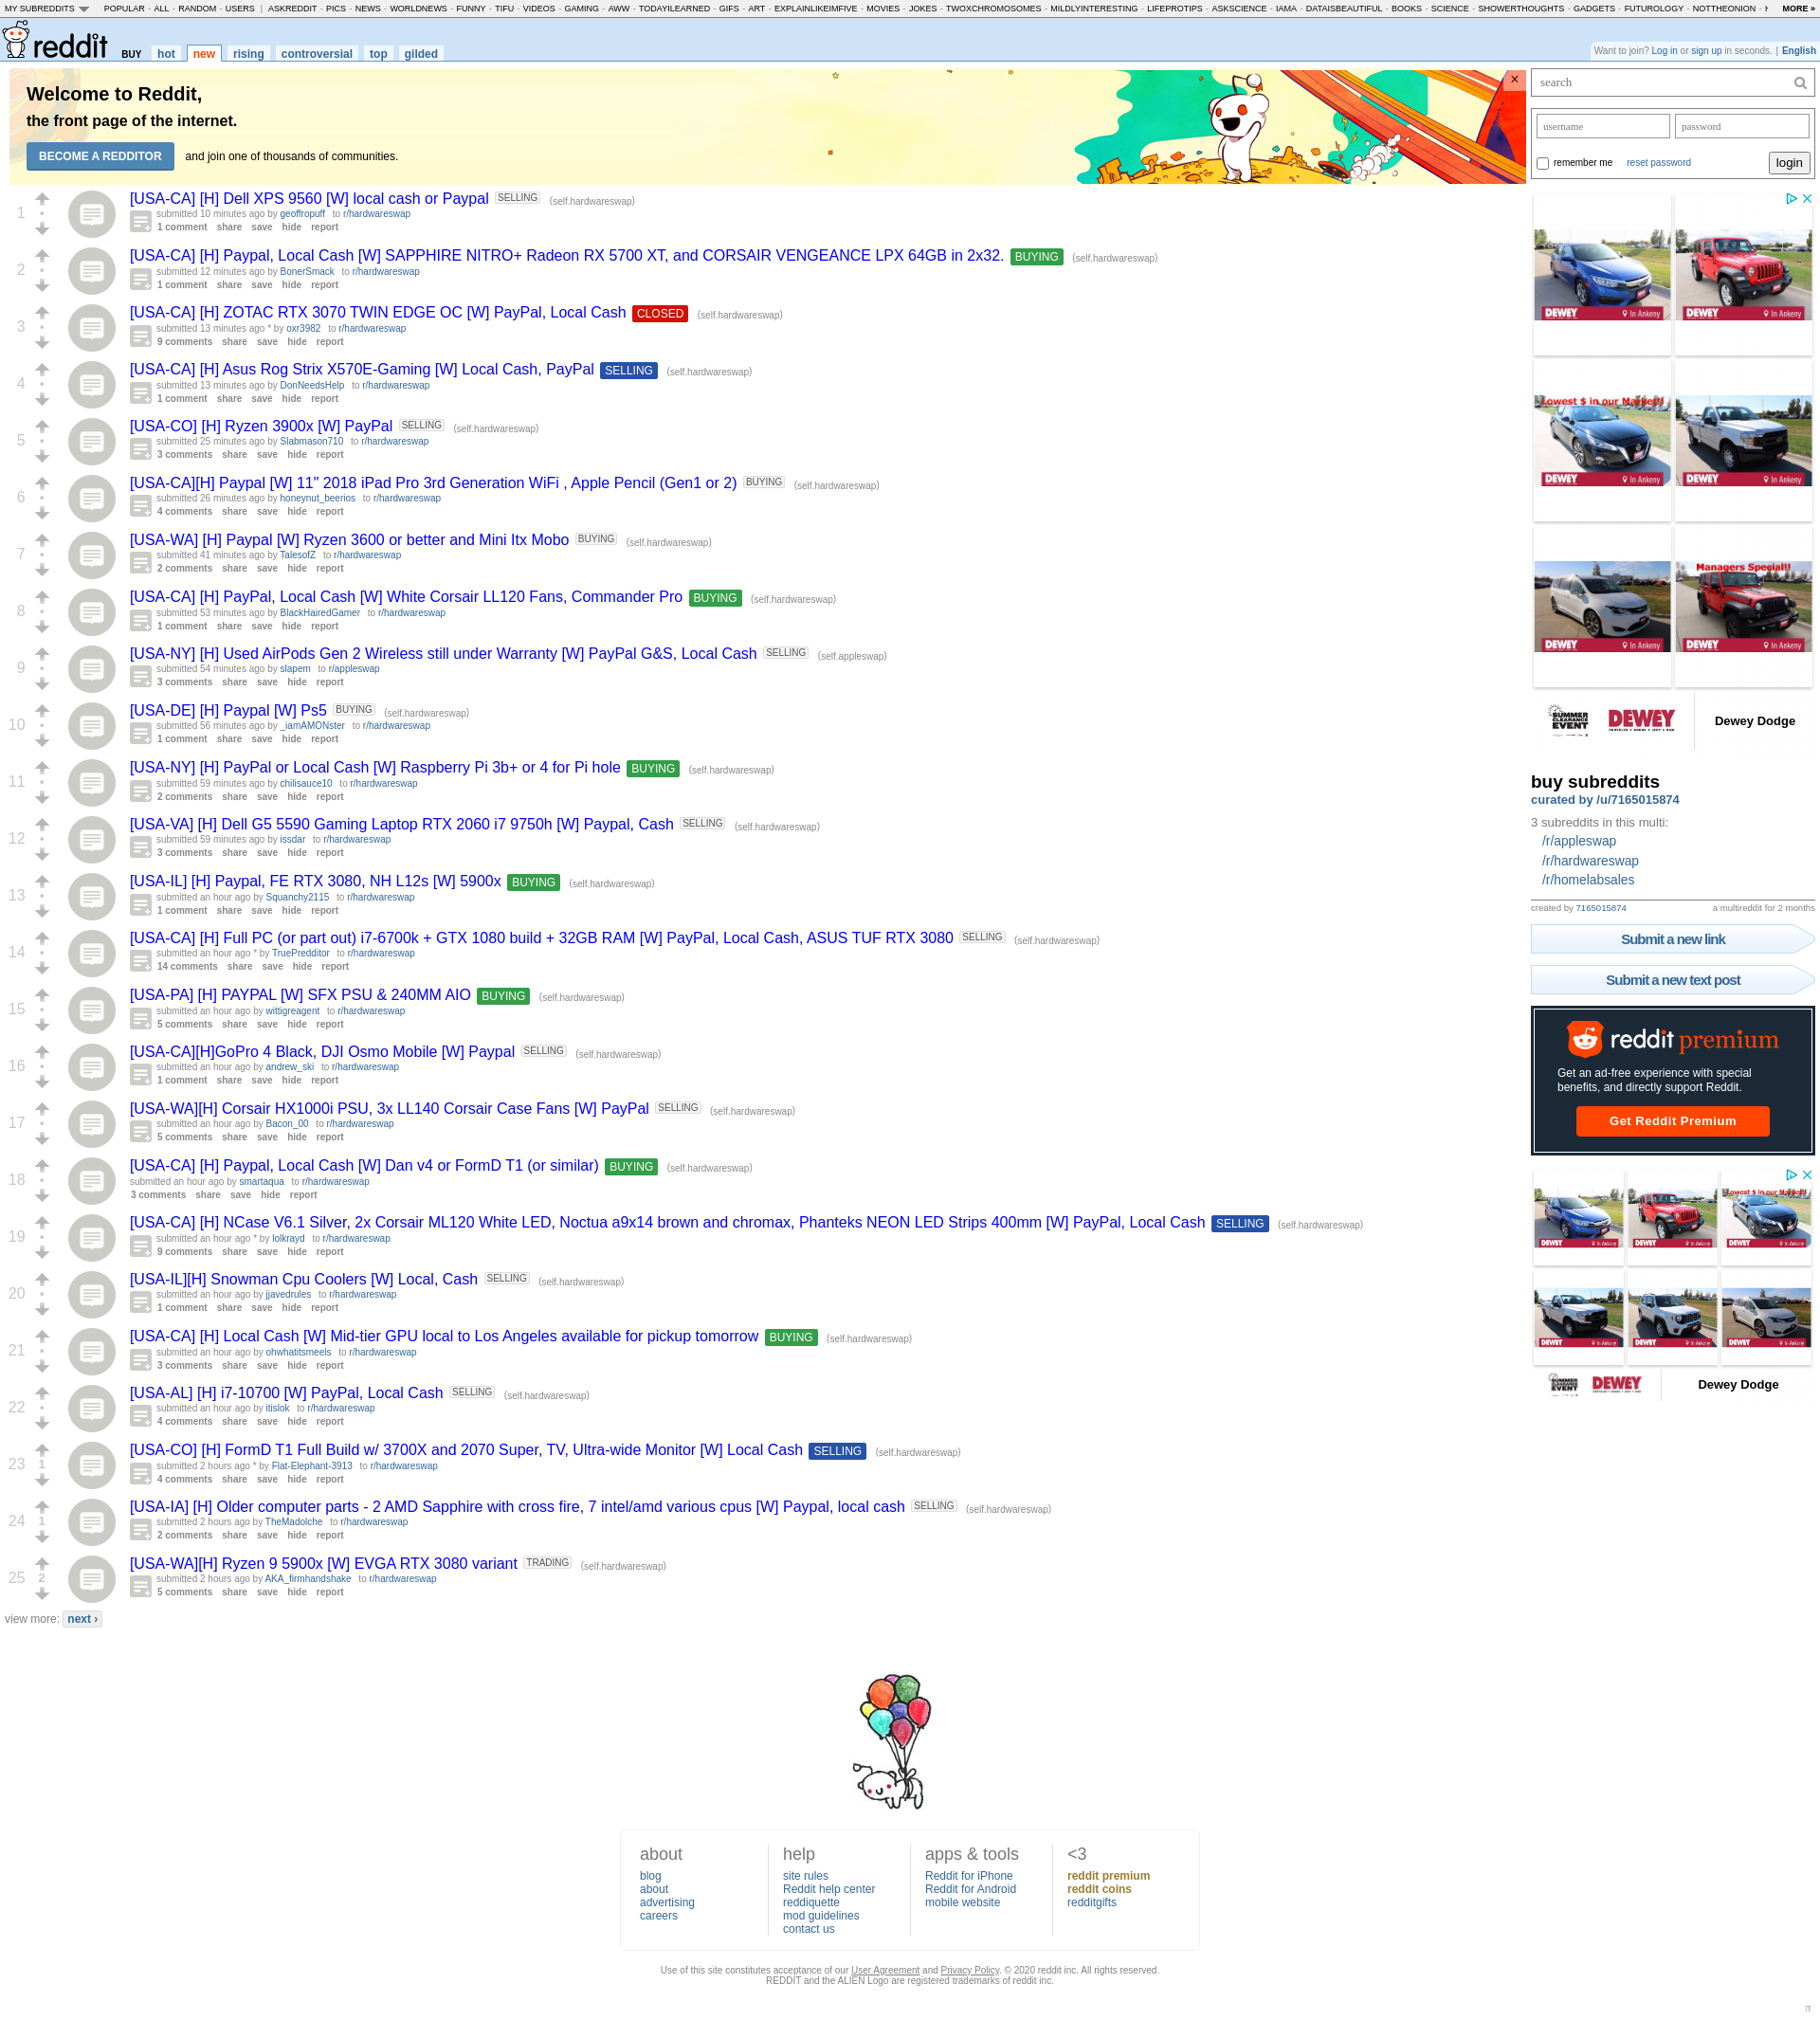 MY SUBREDDITS POPULAR - ALL - RANDOM - USERS | ASKREDDIT - PICS - NEWS - WORLDNEWS - FUNNY - TIFU - VIDEOS - GAMING - AWW - TODAYILEARNED - GIFS - ART - EXPLAINLIKEIMFIVE - MOVIES - JOKES - TWOXCHROMOSOMES - MILDLYINTERESTING - LIFEPROTIPS - ASKSCIENCE - IAMA - DATAISBEAUTIFUL - BOOKS - SCIENCE - SHOWERTHOUGHTS - GADGETS - FUTUROLOGY - NOTTHEONION - MORE »
reddit BUY hot new rising controversial top gilded
Want to join? Log in or sign up in seconds. | English
Welcome to Reddit,
the front page of the internet.
BECOME A REDDITOR and join one of thousands of communities.
×
1
[USA-CA] [H] Dell XPS 9560 [W] local cash or Paypal SELLING (self.hardwareswap)
submitted 10 minutes ago by geoffropuff to r/hardwareswap
1 comment share save hide report
2
[USA-CA] [H] Paypal, Local Cash [W] SAPPHIRE NITRO+ Radeon RX 5700 XT, and CORSAIR VENGEANCE LPX 64GB in 2x32. BUYING (self.hardwareswap)
submitted 12 minutes ago by BonerSmack to r/hardwareswap
1 comment share save hide report
3
[USA-CA] [H] ZOTAC RTX 3070 TWIN EDGE OC [W] PayPal, Local Cash CLOSED (self.hardwareswap)
submitted 13 minutes ago * by oxr3982 to r/hardwareswap
9 comments share save hide report
4
[USA-CA] [H] Asus Rog Strix X570E-Gaming [W] Local Cash, PayPal SELLING (self.hardwareswap)
submitted 13 minutes ago by DonNeedsHelp to r/hardwareswap
1 comment share save hide report
5
[USA-CO] [H] Ryzen 3900x [W] PayPal SELLING (self.hardwareswap)
submitted 25 minutes ago by Slabmason710 to r/hardwareswap
3 comments share save hide report
6
[USA-CA][H] Paypal [W] 11" 2018 iPad Pro 3rd Generation WiFi , Apple Pencil (Gen1 or 2) BUYING (self.hardwareswap)
submitted 26 minutes ago by honeynut_beerios to r/hardwareswap
4 comments share save hide report
7
[USA-WA] [H] Paypal [W] Ryzen 3600 or better and Mini Itx Mobo BUYING (self.hardwareswap)
submitted 41 minutes ago by TalesofZ to r/hardwareswap
2 comments share save hide report
8
[USA-CA] [H] PayPal, Local Cash [W] White Corsair LL120 Fans, Commander Pro BUYING (self.hardwareswap)
submitted 53 minutes ago by BlackHairedGamer to r/hardwareswap
1 comment share save hide report
9
[USA-NY] [H] Used AirPods Gen 2 Wireless still under Warranty [W] PayPal G&S, Local Cash SELLING (self.appleswap)
submitted 54 minutes ago by slapem to r/appleswap
3 comments share save hide report
10
[USA-DE] [H] Paypal [W] Ps5 BUYING (self.hardwareswap)
submitted 56 minutes ago by _iamAMONster to r/hardwareswap
1 comment share save hide report
11
[USA-NY] [H] PayPal or Local Cash [W] Raspberry Pi 3b+ or 4 for Pi hole BUYING (self.hardwareswap)
submitted 59 minutes ago by chilisauce10 to r/hardwareswap
2 comments share save hide report
12
[USA-VA] [H] Dell G5 5590 Gaming Laptop RTX 2060 i7 9750h [W] Paypal, Cash SELLING (self.hardwareswap)
submitted 59 minutes ago by issdar to r/hardwareswap
3 comments share save hide report
13
[USA-IL] [H] Paypal, FE RTX 3080, NH L12s [W] 5900x BUYING (self.hardwareswap)
submitted an hour ago by Squanchy2115 to r/hardwareswap
1 comment share save hide report
14
[USA-CA] [H] Full PC (or part out) i7-6700k + GTX 1080 build + 32GB RAM [W] PayPal, Local Cash, ASUS TUF RTX 3080 SELLING (self.hardwareswap)
submitted an hour ago * by TruePredditor to r/hardwareswap
14 comments share save hide report
15
[USA-PA] [H] PAYPAL [W] SFX PSU & 240MM AIO BUYING (self.hardwareswap)
submitted an hour ago by wittigreagent to r/hardwareswap
5 comments share save hide report
16
[USA-CA][H]GoPro 4 Black, DJI Osmo Mobile [W] Paypal SELLING (self.hardwareswap)
submitted an hour ago by andrew_ski to r/hardwareswap
1 comment share save hide report
17
[USA-WA][H] Corsair HX1000i PSU, 3x LL140 Corsair Case Fans [W] PayPal SELLING (self.hardwareswap)
submitted an hour ago by Bacon_00 to r/hardwareswap
5 comments share save hide report
18
[USA-CA] [H] Paypal, Local Cash [W] Dan v4 or FormD T1 (or similar) BUYING (self.hardwareswap)
submitted an hour ago by smartaqua to r/hardwareswap
3 comments share save hide report
19
[USA-CA] [H] NCase V6.1 Silver, 2x Corsair ML120 White LED, Noctua a9x14 brown and chromax, Phanteks NEON LED Strips 400mm [W] PayPal, Local Cash SELLING (self.hardwareswap)
submitted an hour ago * by lolkrayd to r/hardwareswap
9 comments share save hide report
20
[USA-IL][H] Snowman Cpu Coolers [W] Local, Cash SELLING (self.hardwareswap)
submitted an hour ago by jjavedrules to r/hardwareswap
1 comment share save hide report
21
[USA-CA] [H] Local Cash [W] Mid-tier GPU local to Los Angeles available for pickup tomorrow BUYING (self.hardwareswap)
submitted an hour ago by ohwhatitsmeels to r/hardwareswap
3 comments share save hide report
22
[USA-AL] [H] i7-10700 [W] PayPal, Local Cash SELLING (self.hardwareswap)
submitted an hour ago by itislok to r/hardwareswap
4 comments share save hide report
23 1
[USA-CO] [H] FormD T1 Full Build w/ 3700X and 2070 Super, TV, Ultra-wide Monitor [W] Local Cash SELLING (self.hardwareswap)
submitted 2 hours ago * by Flat-Elephant-3913 to r/hardwareswap
4 comments share save hide report
24 1
[USA-IA] [H] Older computer parts - 2 AMD Sapphire with cross fire, 7 intel/amd various cpus [W] Paypal, local cash SELLING (self.hardwareswap)
submitted 2 hours ago by TheMadolche to r/hardwareswap
2 comments share save hide report
25 2
[USA-WA][H] Ryzen 9 5900x [W] EVGA RTX 3080 variant TRADING (self.hardwareswap)
submitted 2 hours ago by AKA_firmhandshake to r/hardwareswap
5 comments share save hide report
view more: next ›
search
username password
remember me reset password login
DEWEY In Ankeny DEWEY In Ankeny
Lowest $ in our Market!!
DEWEY In Ankeny DEWEY In Ankeny
Managers Special!!
DEWEY In Ankeny DEWEY In Ankeny
SUMMER CLEARANCE EVENT DEWEY Dewey Dodge
buy subreddits
curated by /u/7165015874
3 subreddits in this multi:
/r/appleswap
/r/hardwareswap
/r/homelabsales
created by 7165015874 a multireddit for 2 months
Submit a new link
Submit a new text post
reddit premium
Get an ad-free experience with special
benefits, and directly support Reddit.
Get Reddit Premium
Lowest $ in our Market!!
DEWEY In Ankeny DEWEY In Ankeny DEWEY In Ankeny
DEWEY In Ankeny DEWEY In Ankeny DEWEY In Ankeny
SUMMER CLEARANCE EVENT DEWEY Dewey Dodge
about
blog
about
advertising
careers
help
site rules
Reddit help center
reddiquette
mod guidelines
contact us
apps & tools
Reddit for iPhone
Reddit for Android
mobile website
<3
reddit premium
reddit coins
redditgifts
Use of this site constitutes acceptance of our User Agreement and Privacy Policy. © 2020 reddit inc. All rights reserved.
REDDIT and the ALIEN Logo are registered trademarks of reddit inc.
π